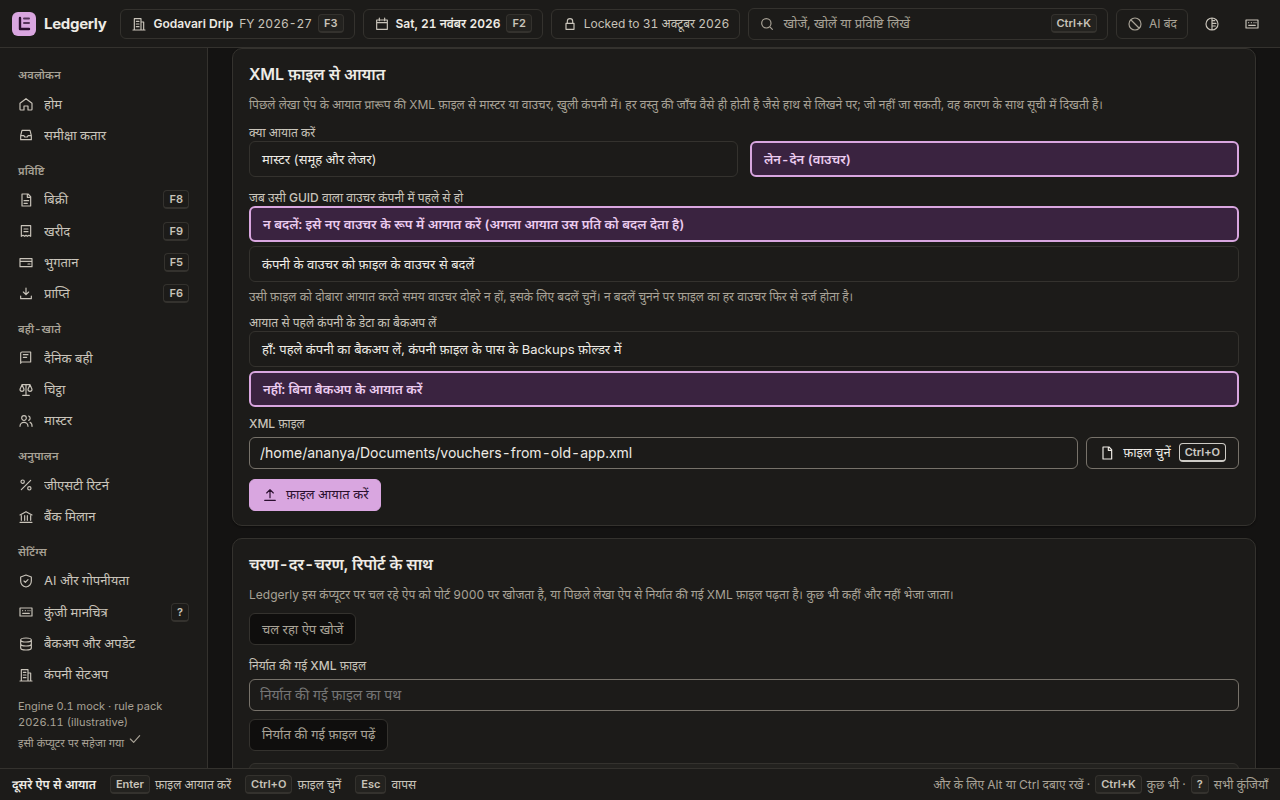 Ledgerly
Godavari Drip FY 2026-27 F3
Sat, 21 नवंबर 2026 F2
Locked to 31 अक्टूबर 2026
खोजें, खोलें या प्रविष्टि लिखें Ctrl+K
AI बंद
अवलोकन
होम
समीक्षा कतार
प्रविष्टि
बिक्री F8
खरीद F9
भुगतान F5
प्राप्ति F6
बही-खाते
दैनिक बही
चिट्ठा
मास्टर
अनुपालन
जीएसटी रिटर्न
बैंक मिलान
सेटिंग्स
AI और गोपनीयता
कुंजी मानचित्र ?
बैकअप और अपडेट
कंपनी सेटअप
Engine 0.1 mock · rule pack
2026.11 (illustrative)
इसी कंप्यूटर पर सहेजा गया
XML फ़ाइल से आयात
पिछले लेखा ऐप के आयात प्रारूप की XML फ़ाइल से मास्टर या वाउचर, खुली कंपनी में। हर वस्तु की जाँच वैसे ही होती है जैसे हाथ से लिखने पर; जो नहीं जा सकती, वह कारण के साथ सूची में दिखती है।
क्या आयात करें
मास्टर (समूह और लेजर)
लेन-देन (वाउचर)
जब उसी GUID वाला वाउचर कंपनी में पहले से हो
न बदलें: इसे नए वाउचर के रूप में आयात करें (अगला आयात उस प्रति को बदल देता है)
कंपनी के वाउचर को फ़ाइल के वाउचर से बदलें
उसी फ़ाइल को दोबारा आयात करते समय वाउचर दोहरे न हों, इसके लिए बदलें चुनें। न बदलें चुनने पर फ़ाइल का हर वाउचर फिर से दर्ज होता है।
आयात से पहले कंपनी के डेटा का बैकअप लें
हाँ: पहले कंपनी का बैकअप लें, कंपनी फ़ाइल के पास के Backups फ़ोल्डर में
नहीं: बिना बैकअप के आयात करें
XML फ़ाइल
/home/ananya/Documents/vouchers-from-old-app.xml
फ़ाइल चुनें Ctrl+O
फ़ाइल आयात करें
चरण-दर-चरण, रिपोर्ट के साथ
Ledgerly इस कंप्यूटर पर चल रहे ऐप को पोर्ट 9000 पर खोजता है, या पिछले लेखा ऐप से निर्यात की गई XML फ़ाइल पढ़ता है। कुछ भी कहीं और नहीं भेजा जाता।
चल रहा ऐप खोजें
निर्यात की गई XML फ़ाइल
निर्यात की गई फ़ाइल का पथ
निर्यात की गई फ़ाइल पढ़ें
दूसरे ऐप से आयात Enter फ़ाइल आयात करें Ctrl+O फ़ाइल चुनें Esc वापस
और के लिए Alt या Ctrl दबाए रखें · Ctrl+K कुछ भी · ? सभी कुंजियाँ